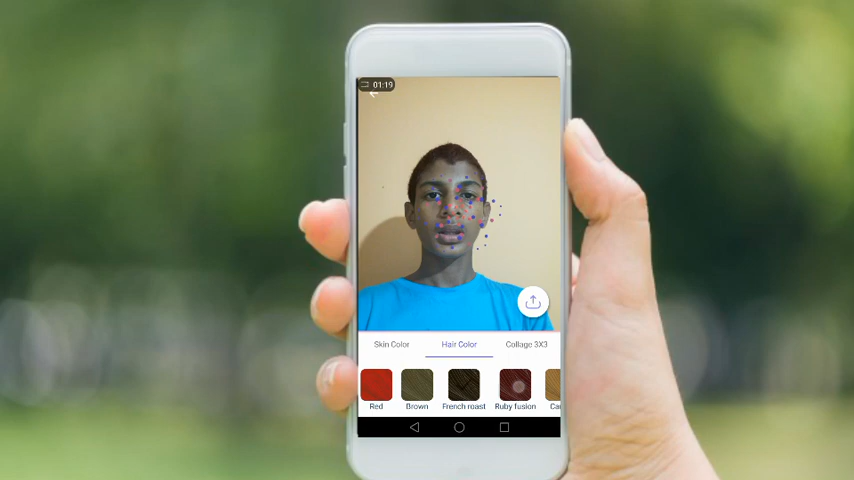 01:19
Skin Color Hair Color Collage 3X3
Red Brown French roast Ruby fusion